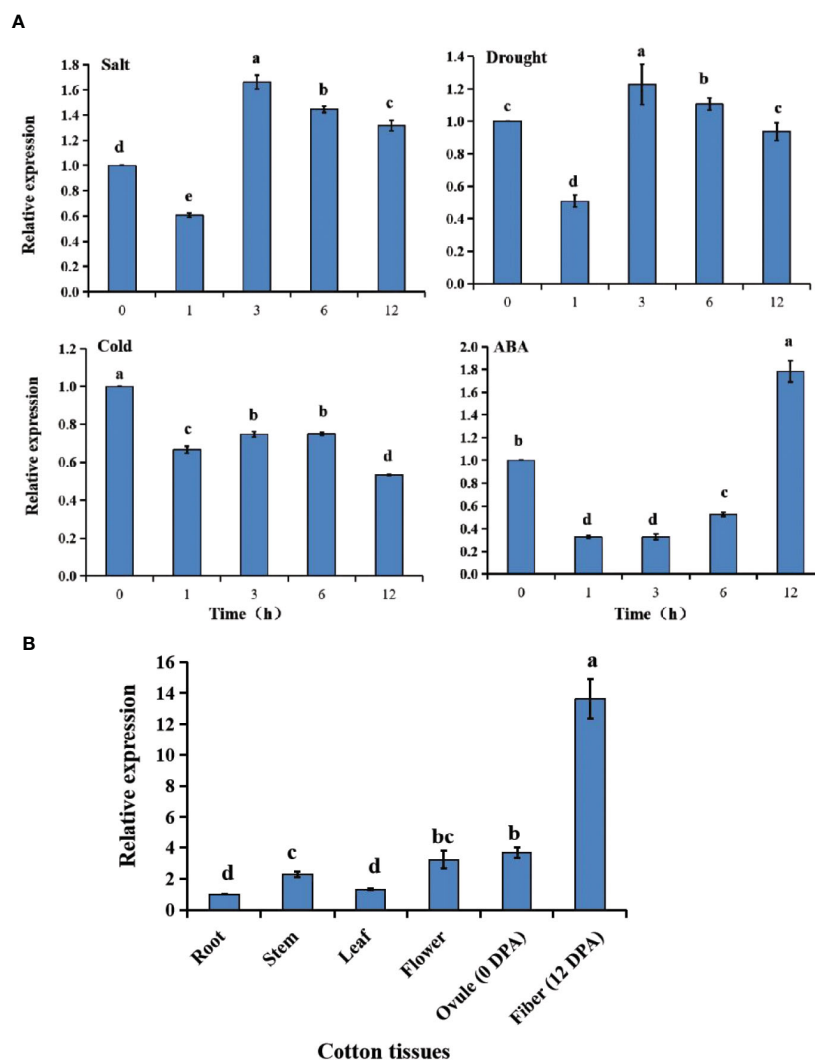 A
Salt
Relative expression
1.8
1.6
1.4
1.2
1.0
0.8
0.6
0.4
0.2
0.0
d
e
a
b
c
0 1 3 6 12
Drought
1.4
1.2
1.0
0.8
0.6
0.4
0.2
0.0
c
d
a
b
c
0 1 3 6 12
Cold
Relative expression
1.2
1.0
0.8
0.6
0.4
0.2
0.0
a
c
b
b
d
0 1 3 6 12
Time（h）
ABA
2.0
1.8
1.6
1.4
1.2
1.0
0.8
0.6
0.4
0.2
0.0
b
d
d
c
a
0 1 3 6 12
Time（h）
B
Relative expression
16
14
12
10
8
6
4
2
0
d
c
d
bc
b
a
Root
Stem
Leaf
Flower
Ovule (0 DPA)
Fiber (12 DPA)
Cotton tissues